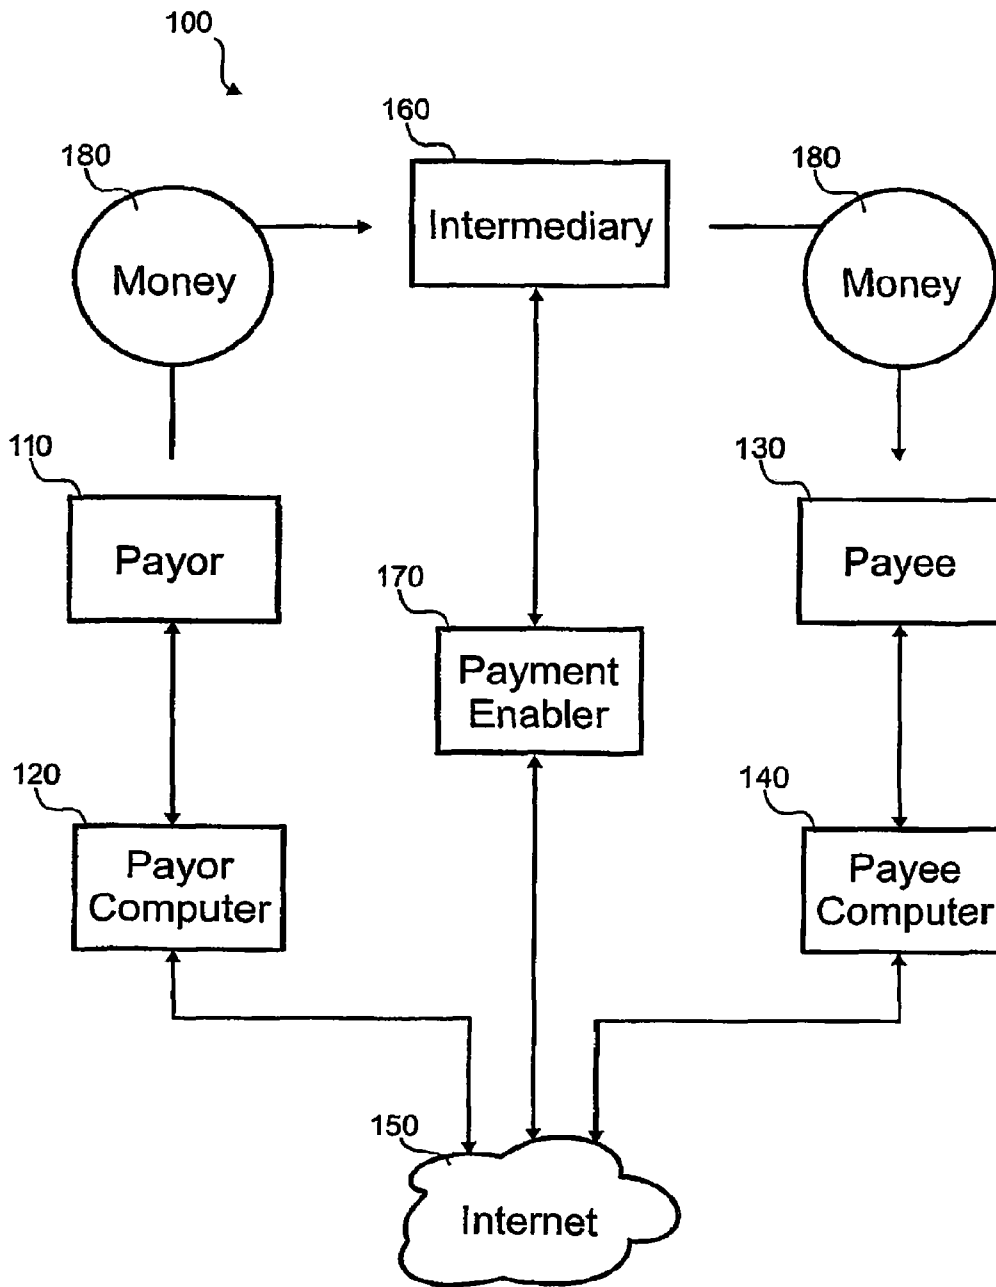 100
160
180
180
Intermediary
Money
Money
110
130
Payor
Payee
170
Payment
Enabler
120
140
Payor
Computer
Payee
Computer
150
Internet